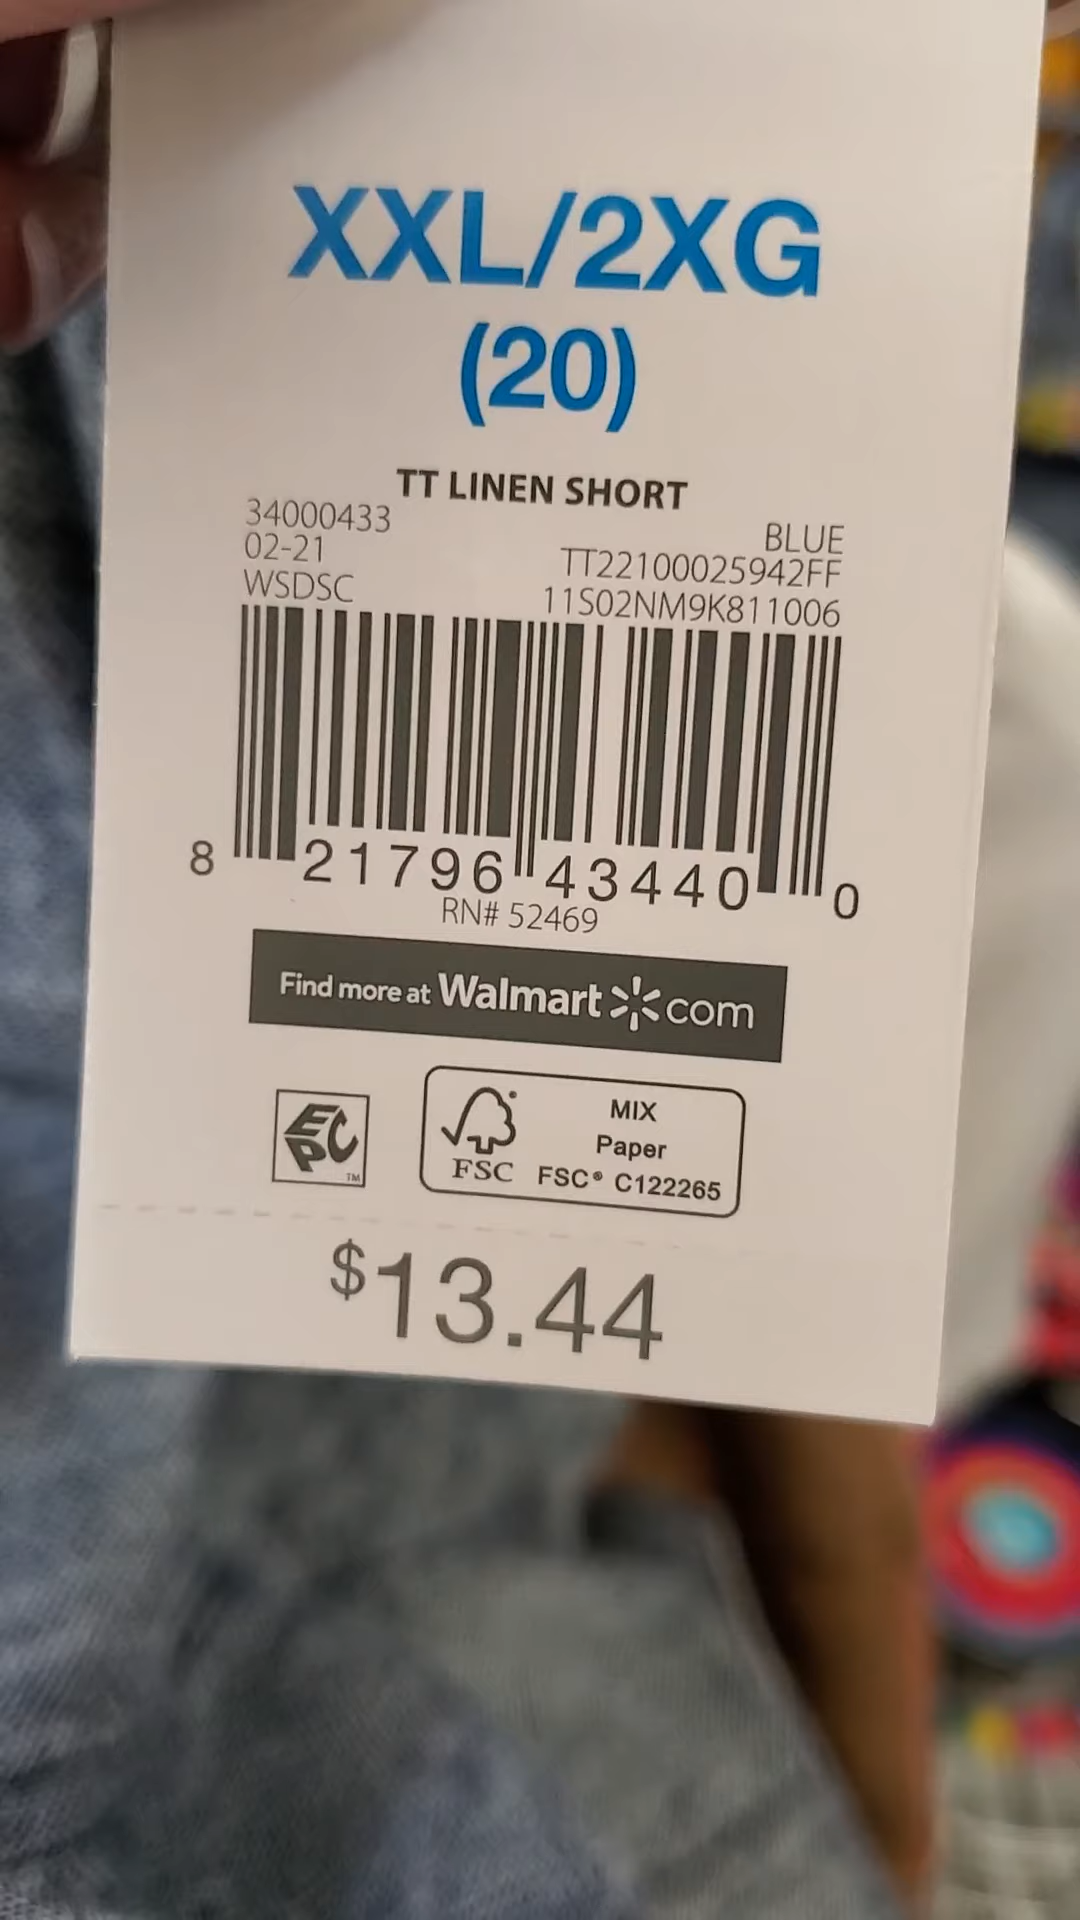 XXL/2XG
(20)
TT LINEN SHORT
34000433
02-21
WSDSC
BLUE
TT22100025942FF
11S02NM9K811006
8 21796 43440 0
RN# 52469
Find more at Walmart com
EPC TM
FSC
MIX
Paper
FSC® C122265
$13.44